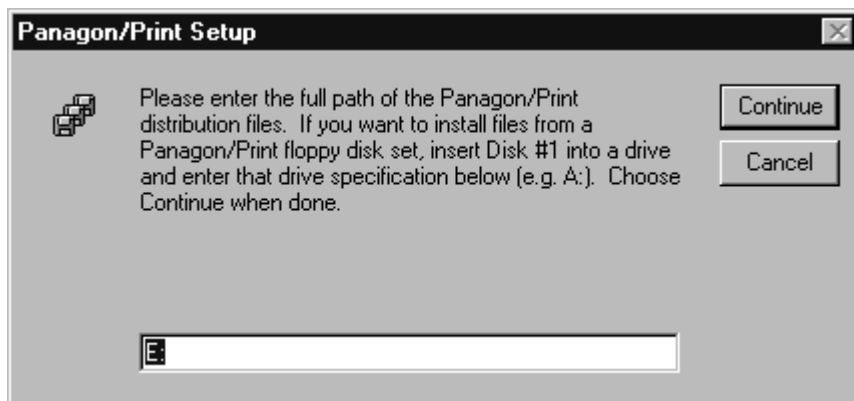 Panagon/Print Setup
Please enter the full path of the Panagon/Print
distribution files.  If you want to install files from a
Panagon/Print floppy disk set, insert Disk #1 into a drive
and enter that drive specification below (e.g. A:).  Choose
Continue when done.
Continue
Cancel
E: